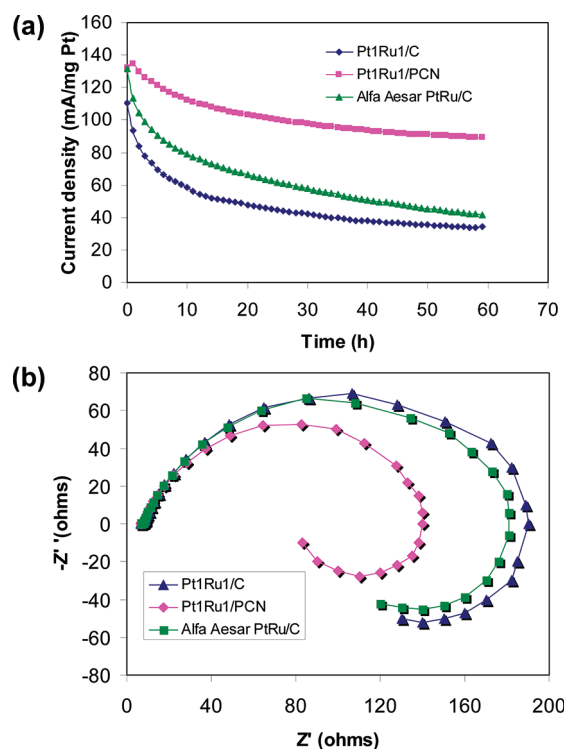 (a)
160
140
120
100
80
60
40
20
0
Current density (mA/mg Pt)
Pt1Ru1/C
Pt1Ru1/PCN
Alfa Aesar PtRu/C
0 10 20 30 40 50 60 70
Time (h)
(b)
80
60
40
20
0
-20
-40
-60
-80
-Z'' (ohms)
Pt1Ru1/C
Pt1Ru1/PCN
Alfa Aesar PtRu/C
0 40 80 120 160 200
Z' (ohms)